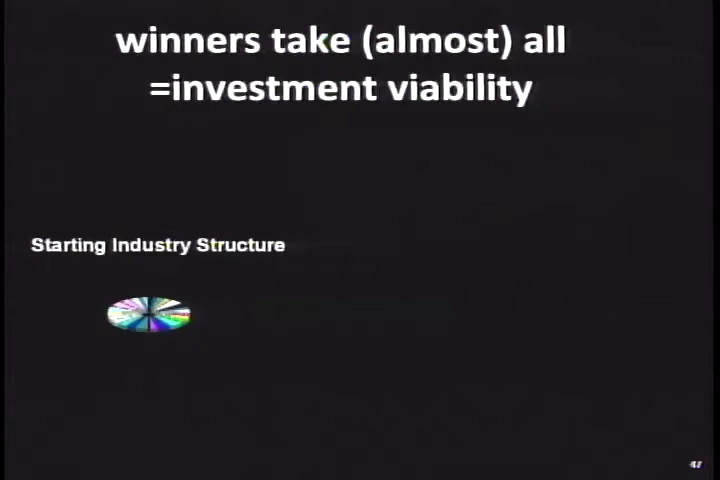 winners take (almost) all
=investment viability
Starting Industry Structure